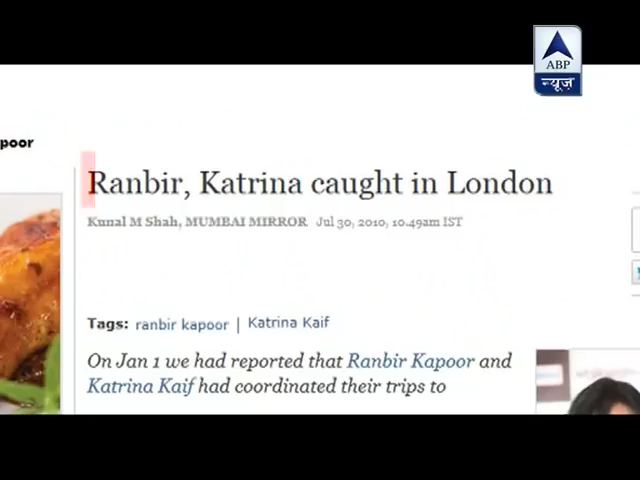 ABP
न्यूज़
poor
Ranbir, Katrina caught in London
Kunal M Shah, MUMBAI MIRROR Jul 30, 2010, 10.49am IST
Tags: ranbir kapoor | Katrina Kaif
On Jan 1 we had reported that Ranbir Kapoor and
Katrina Kaif had coordinated their trips to